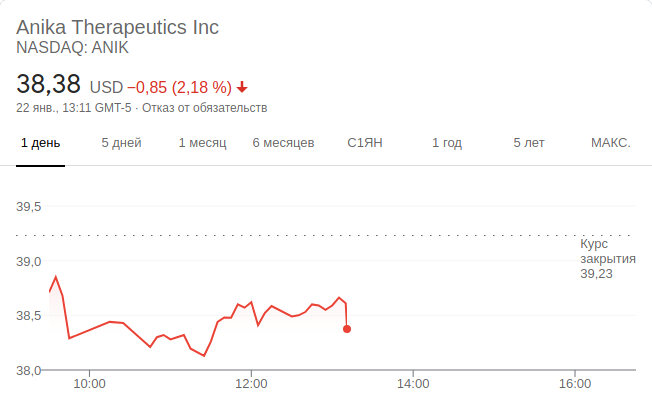 Anika Therapeutics Inc
NASDAQ: ANIK
38,38 USD −0,85 (2,18 %)
22 янв., 13:11 GMT-5 · Отказ от обязательств
1 день 5 дней 1 месяц 6 месяцев С1ЯН 1 год 5 лет МАКС.
39,5
Курс
закрытия
39,23
39,0
38,5
38,0
10:00 12:00 14:00 16:00